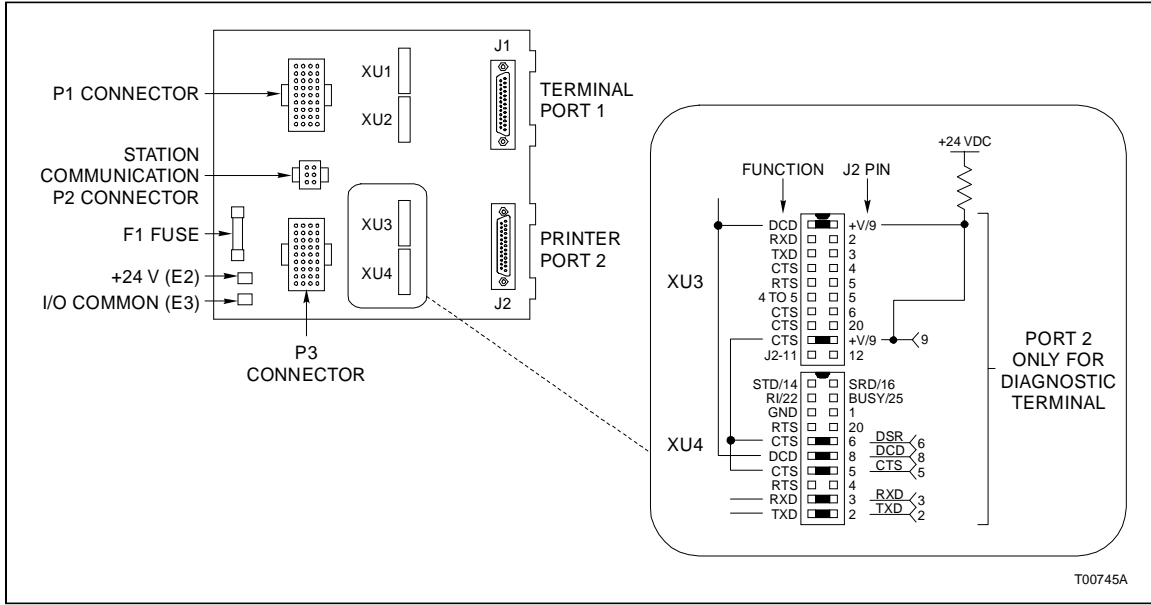 P1 CONNECTOR
STATION
COMMUNICATION
P2 CONNECTOR
F1 FUSE
+24 V (E2)
I/O COMMON (E3)
P3
CONNECTOR
XU1
XU2
XU3
XU4
J1
TERMINAL
PORT 1
PRINTER
PORT 2
J2
+24 VDC
FUNCTION J2 PIN
XU3
DCD +V/9
RXD 2
TXD 3
CTS 4
RTS 5
4 TO 5 5
CTS 6
CTS 20
CTS +V/9 9
J2-11 12
XU4
STD/14 SRD/16
RI/22 BUSY/25
GND 1
RTS 20
CTS 6 DSR 6
DCD 8 DCD 8
CTS 5 CTS 5
RTS 4
RXD 3 RXD 3
TXD 2 TXD 2
PORT 2
ONLY FOR
DIAGNOSTIC
TERMINAL
T00745A